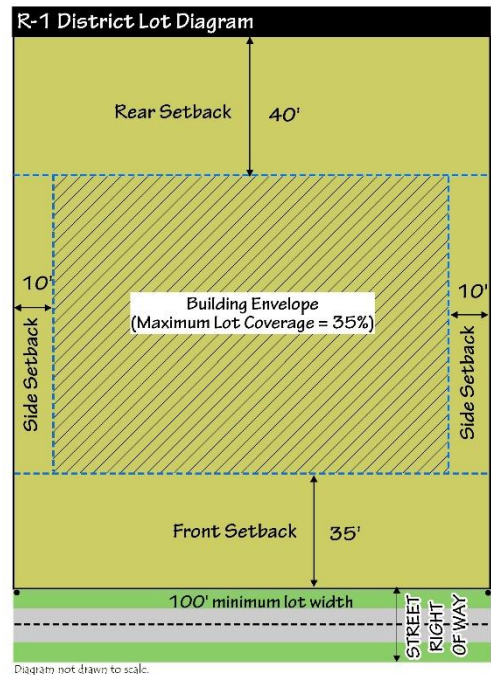 R-1 District Lot Diagram
Rear Setback 40'
10'
Side Setback
Building Envelope
(Maximum Lot Coverage = 35%)
10'
Side Setback
Front Setback 35'
100' minimum lot width
STREET
RIGHT
OF WAY
Diagram not drawn to scale.